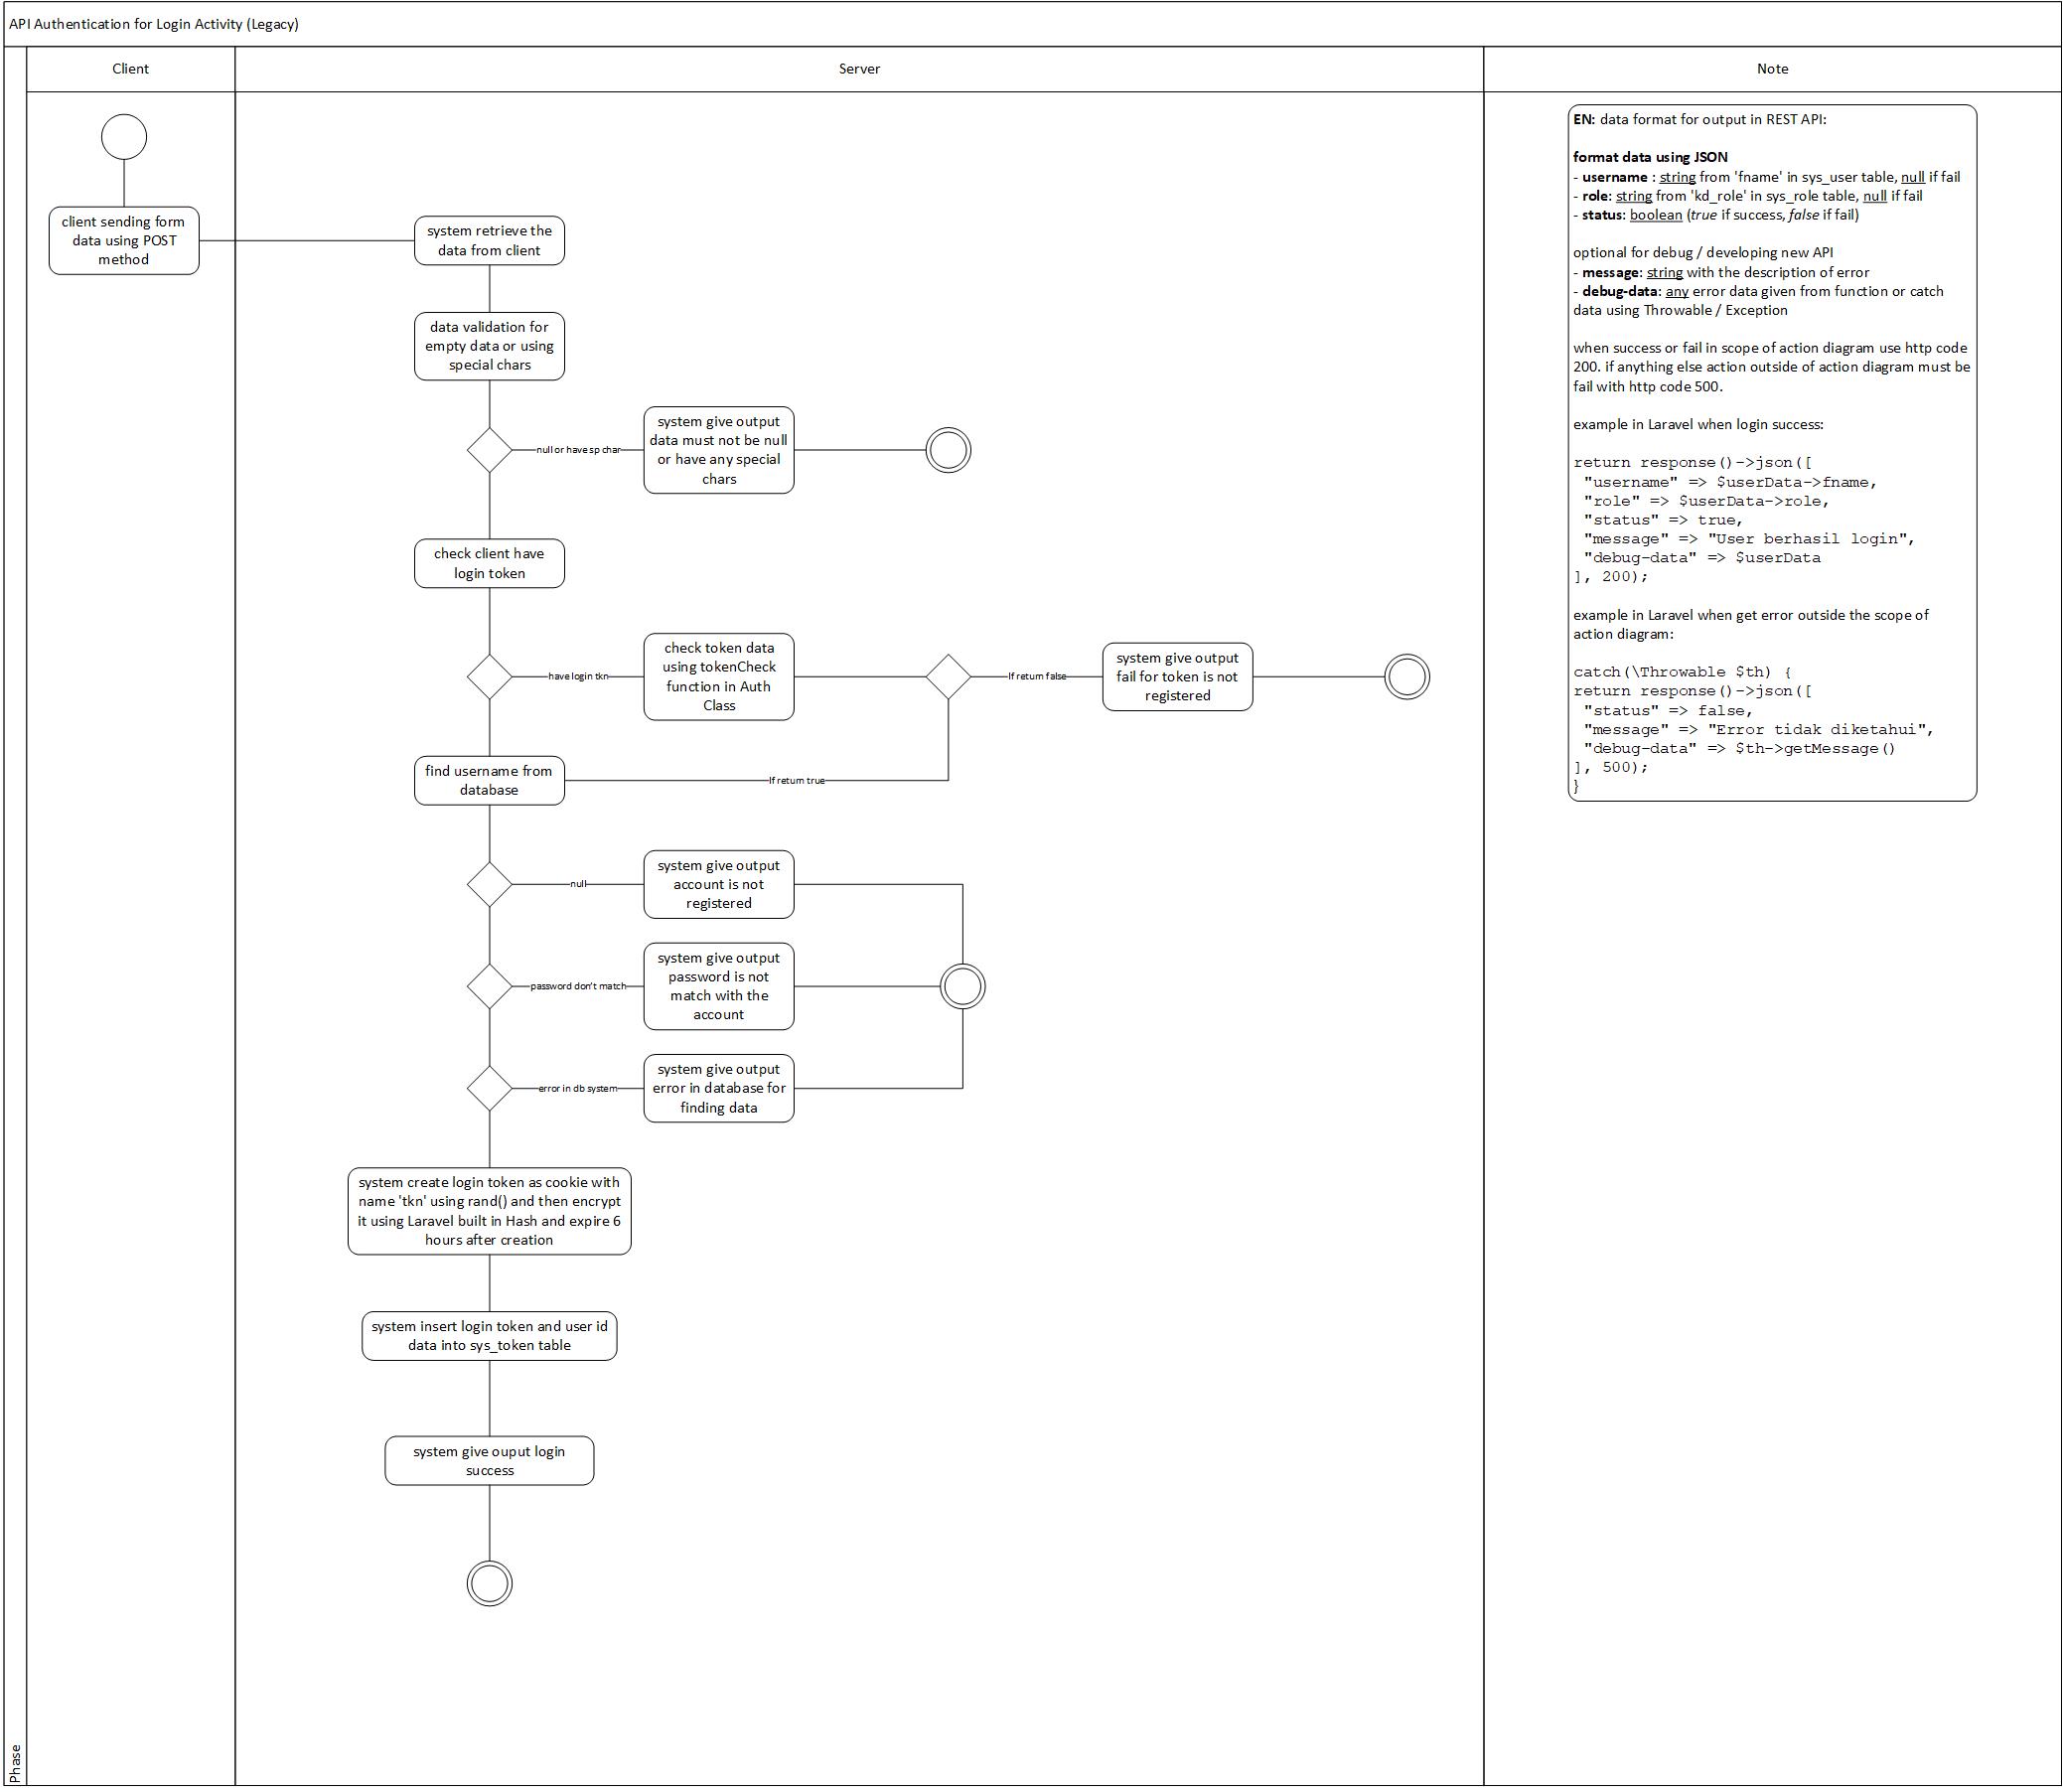 API Authentication for Login Activity (Legacy)
Client
Server
Note
Phase
client sending form
data using POST
method
system retrieve the
data from client
data validation for
empty data or using
special chars
null or have sp char
system give output
data must not be null
or have any special
chars
check client have
login token
have login tkn
check token data
using tokenCheck
function in Auth
Class
If return false
system give output
fail for token is not
registered
find username from
database
If return true
null
system give output
account is not
registered
password don't match
system give output
password is not
match with the
account
error in db system
system give output
error in database for
finding data
system create login token as cookie with
name 'tkn' using rand() and then encrypt
it using Laravel built in Hash and expire 6
hours after creation
system insert login token and user id
data into sys_token table
system give ouput login
success
EN: data format for output in REST API:
format data using JSON
- username : string from 'fname' in sys_user table, null if fail
- role: string from 'kd_role' in sys_role table, null if fail
- status: boolean (true if success, false if fail)
optional for debug / developing new API
- message: string with the description of error
- debug-data: any error data given from function or catch
data using Throwable / Exception
when success or fail in scope of action diagram use http code
200. if anything else action outside of action diagram must be
fail with http code 500.
example in Laravel when login success:
return response()->json([
"username" => $userData->fname,
"role" => $userData->role,
"status" => true,
"message" => "User berhasil login",
"debug-data" => $userData
], 200);
example in Laravel when get error outside the scope of
action diagram:
catch(\Throwable $th) {
return response()->json([
"status" => false,
"message" => "Error tidak diketahui",
"debug-data" => $th->getMessage()
], 500);
}